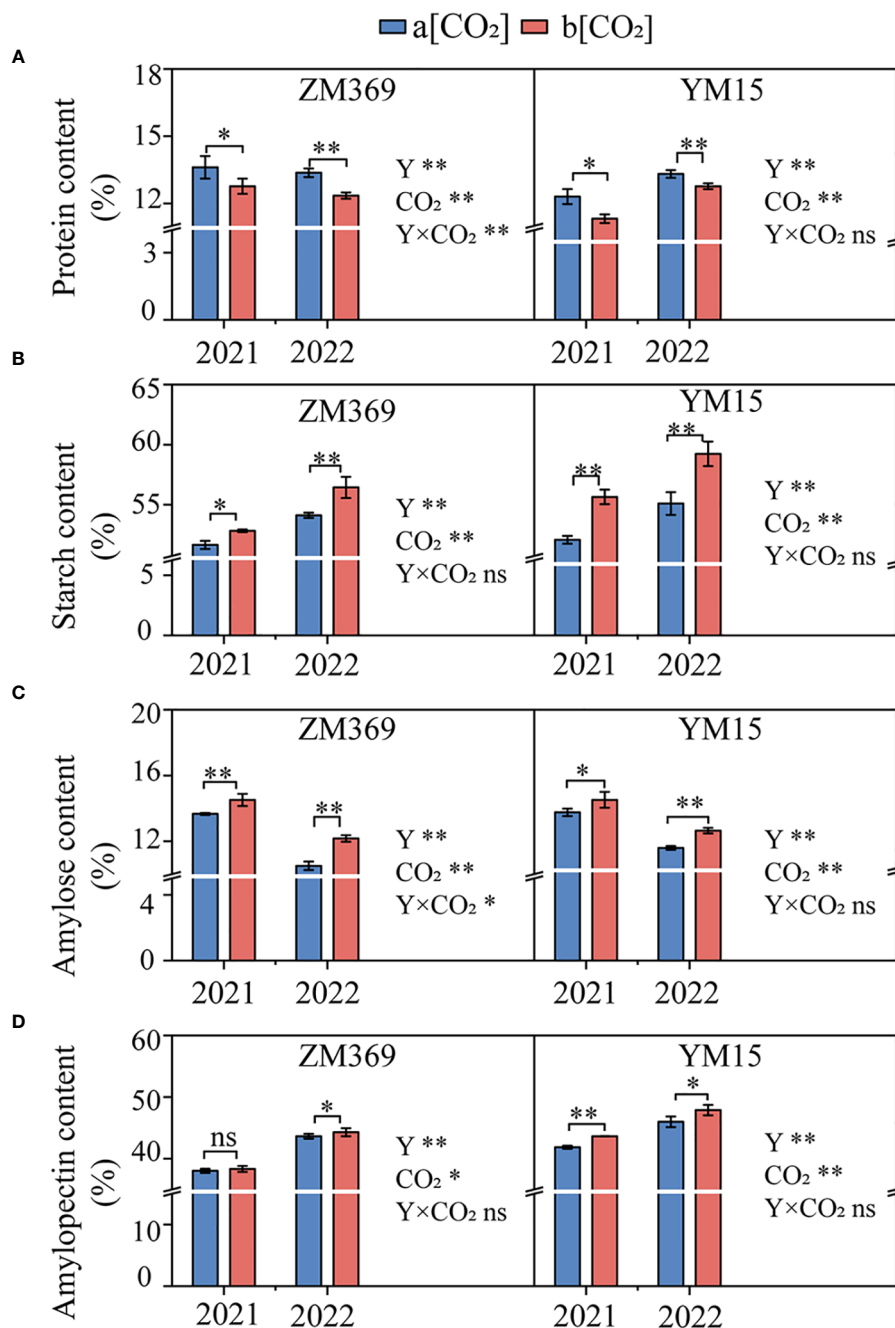 a[CO₂] b[CO₂]
A
Protein content
(%)
18
15
12
3
0
ZM369
YM15
*
**
*
**
Y **
CO₂ **
Y×CO₂ **
Y **
CO₂ **
Y×CO₂ ns
2021
2022
2021
2022
B
Starch content
(%)
65
60
55
5
0
ZM369
YM15
*
**
**
**
Y **
CO₂ **
Y×CO₂ ns
Y **
CO₂ **
Y×CO₂ ns
2021
2022
2021
2022
C
Amylose content
(%)
20
16
12
4
0
ZM369
YM15
**
**
*
**
Y **
CO₂ **
Y×CO₂ *
Y **
CO₂ **
Y×CO₂ ns
2021
2022
2021
2022
D
Amylopectin content
(%)
60
50
40
10
0
ZM369
YM15
ns
*
**
*
Y **
CO₂ *
Y×CO₂ ns
Y **
CO₂ **
Y×CO₂ ns
2021
2022
2021
2022